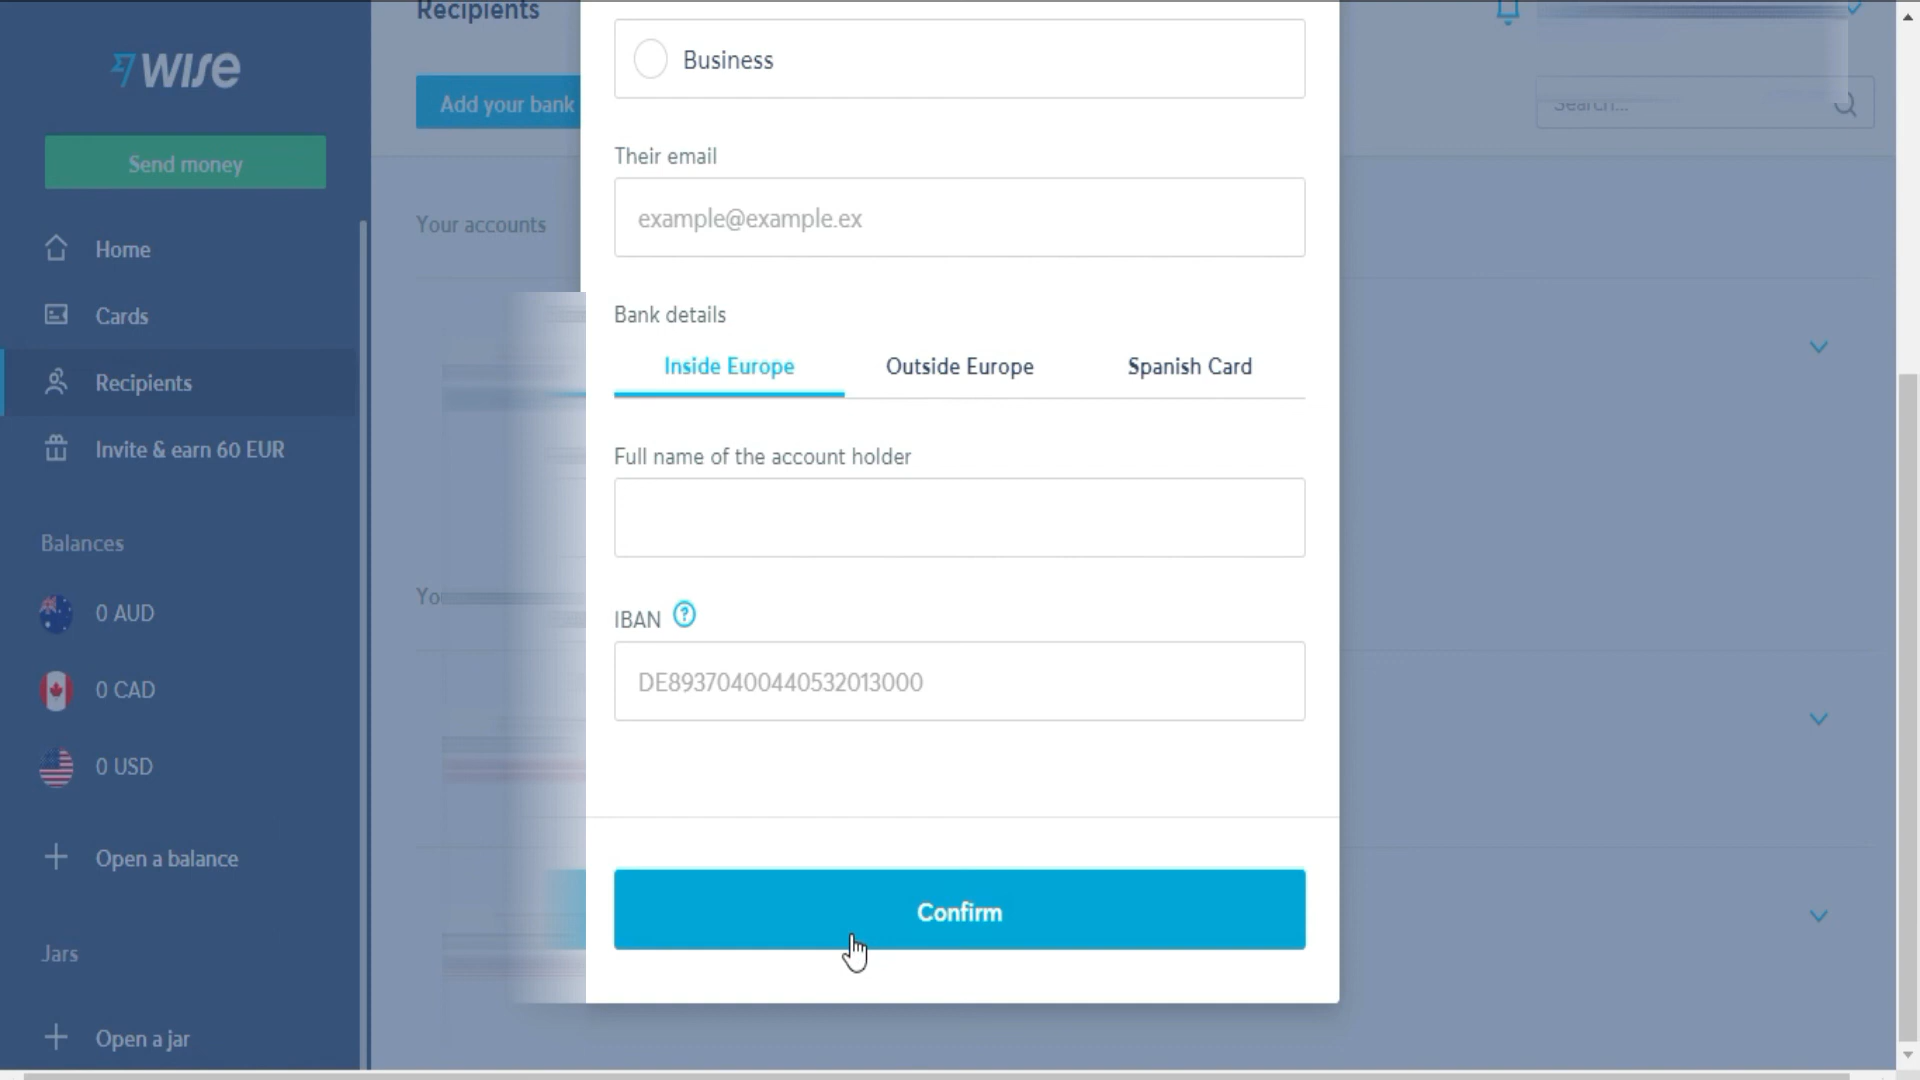 Recipients
wise
Business
Add your bank
Search...
Send money
Their email
example@example.ex
Your accounts
Home
Cards
Bank details
Inside Europe
Outside Europe
Spanish Card
Recipients
Invite & earn 60 EUR
Full name of the account holder
Balances
IBAN ?
Yo
0 AUD
DE89370400440532013000
0 CAD
0 USD
Open a balance
Confirm
Jars
Open a jar